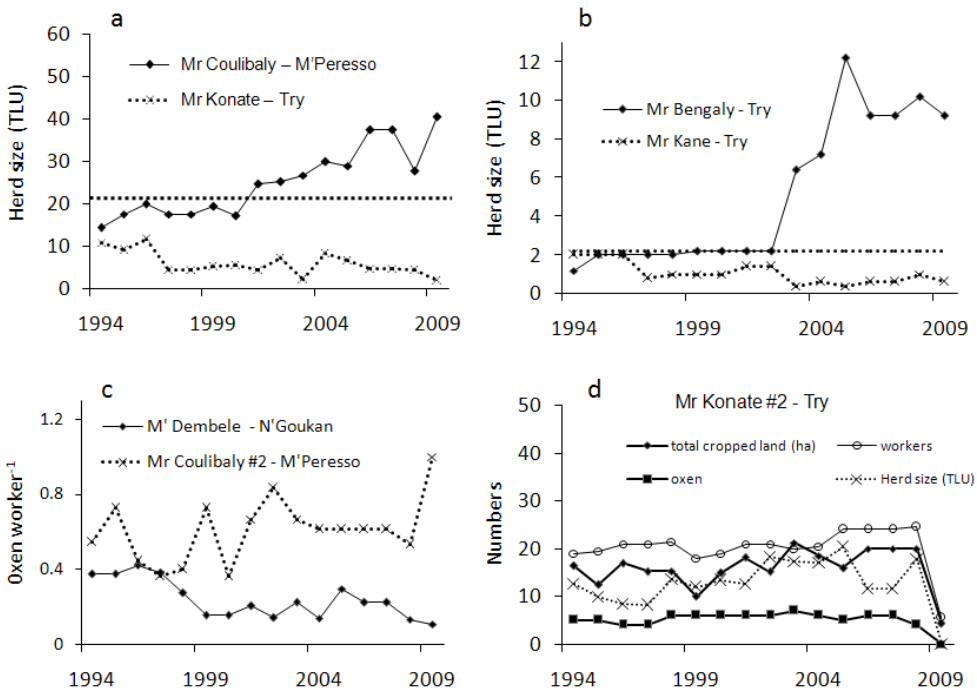 a
Herd size (TLU)
60
50
40
30
20
10
0
Mr Coulibaly – M'Peresso
Mr Konate – Try
1994 1999 2004 2009
b
Herd size (TLU)
12
10
8
6
4
2
0
Mr Bengaly - Try
Mr Kane - Try
1994 1999 2004 2009
c
Oxen worker⁻¹
1.2
0.8
0.4
0
M' Dembele - N'Goukan
Mr Coulibaly #2 - M'Peresso
1994 1999 2004 2009
d
Mr Konate #2 - Try
Numbers
50
40
30
20
10
0
total cropped land (ha) workers
oxen Herd size (TLU)
1994 1999 2004 2009